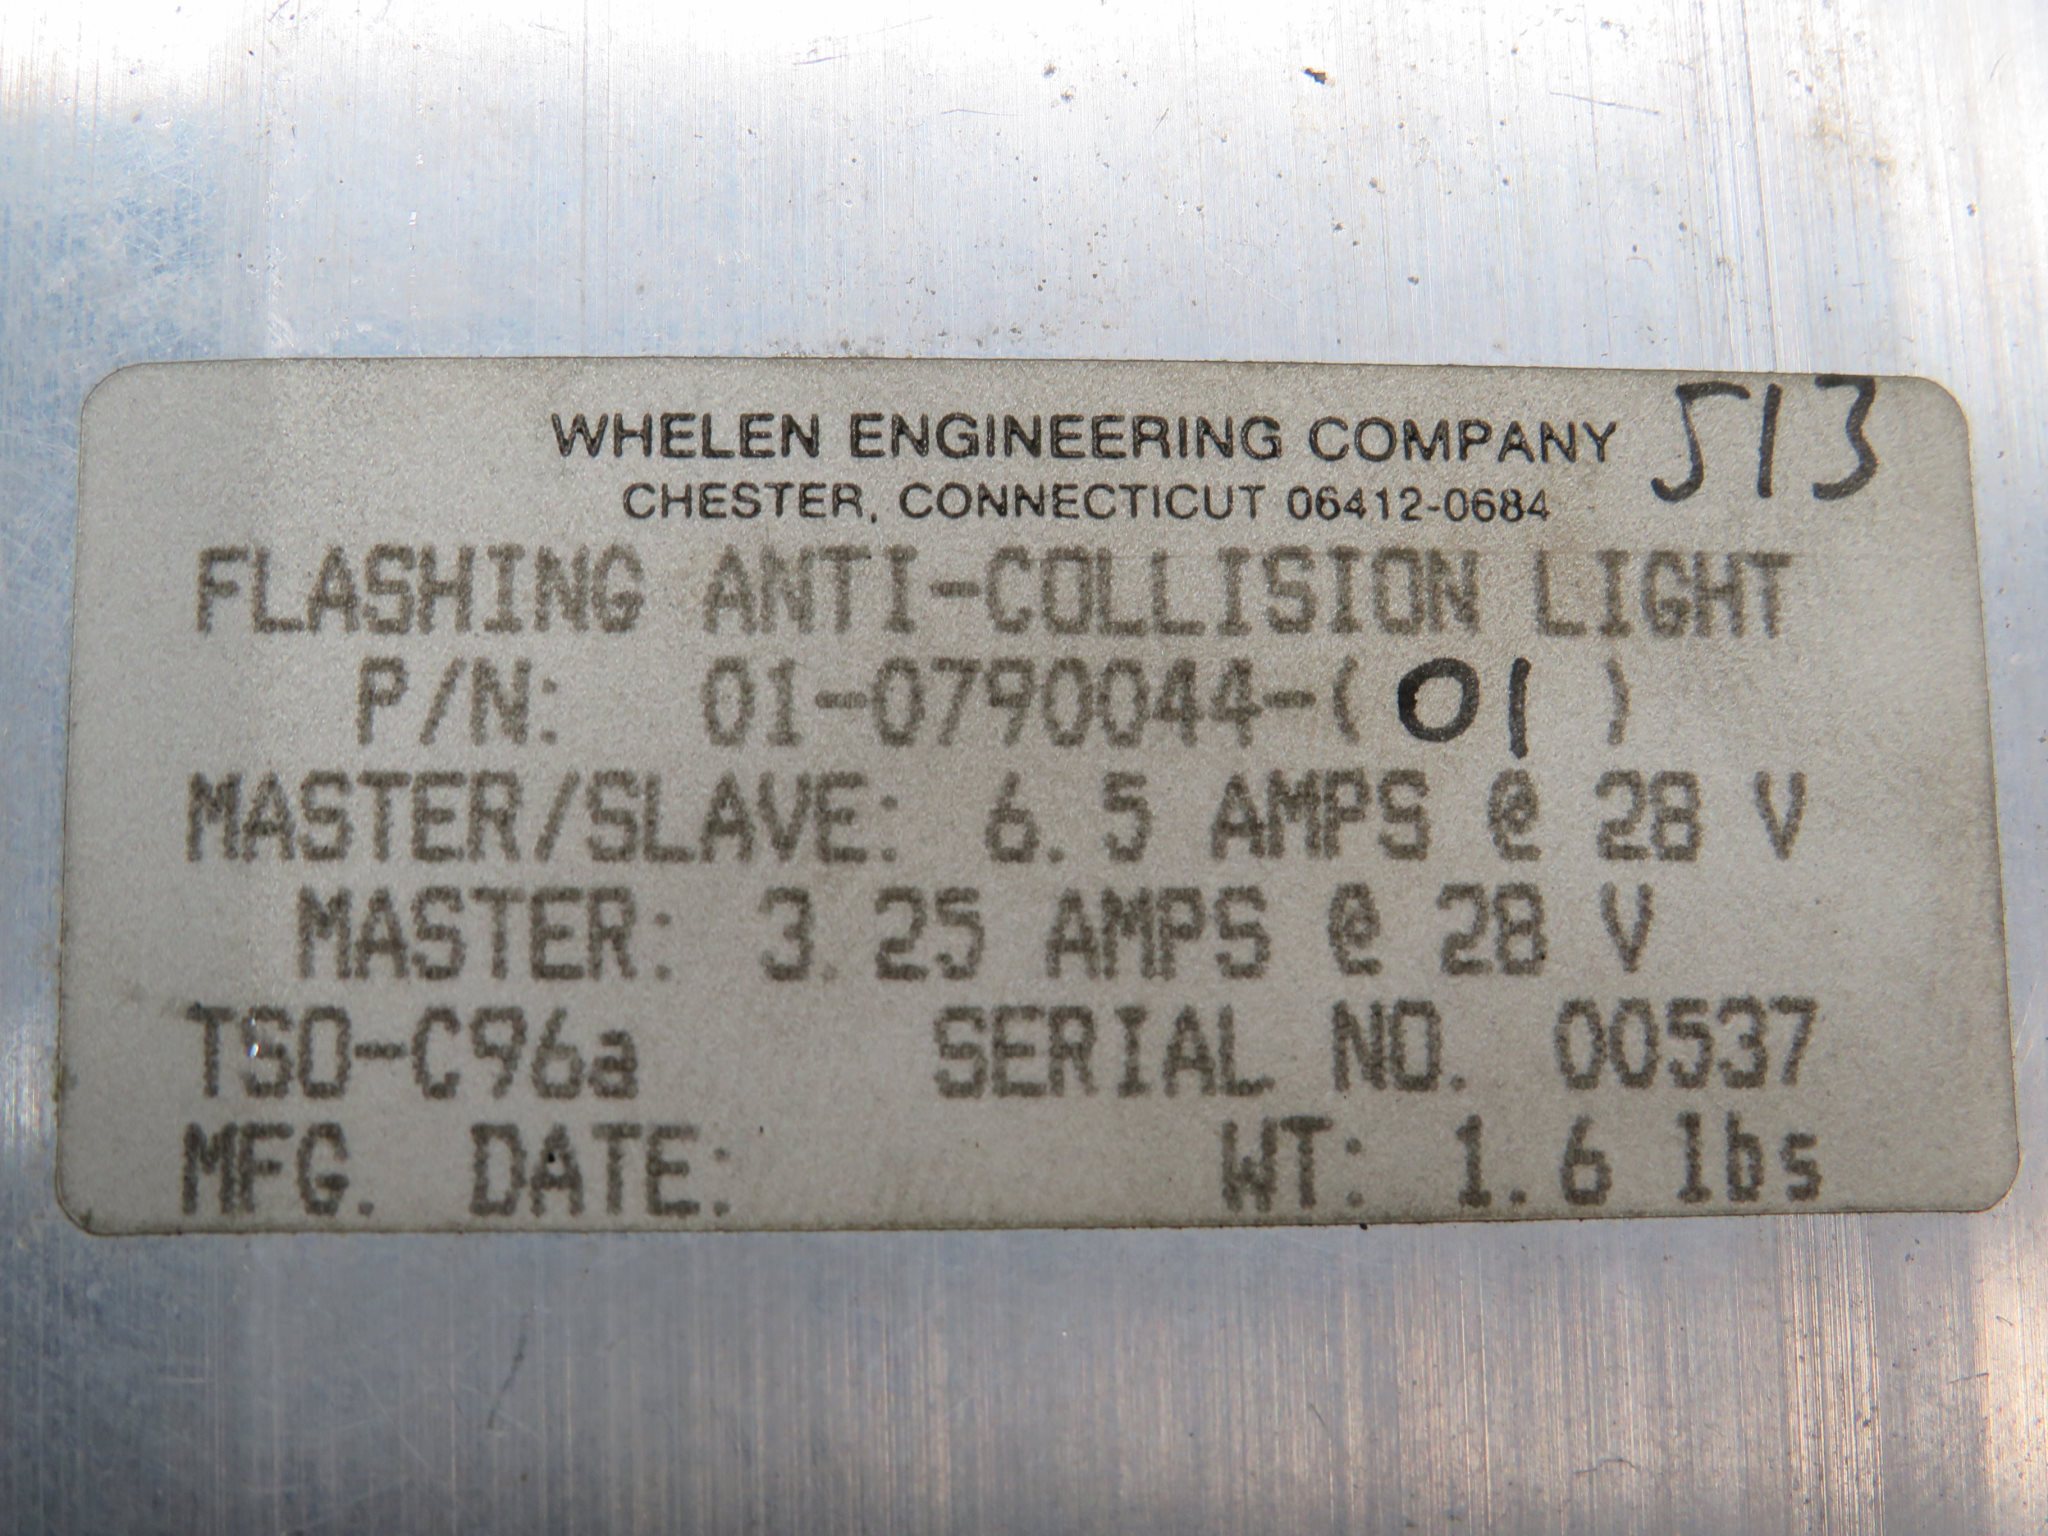 WHELEN ENGINEERING COMPANY 513
CHESTER, CONNECTICUT 06412-0684
FLASHING ANTI-COLLISION LIGHT
P/N: 01-0790044-(01)
MASTER/SLAVE: 6.5 AMPS @ 28 V
MASTER: 3.25 AMPS @ 28 V
TSO-C96a SERIAL NO. 00537
MFG. DATE: WT: 1.6 lbs